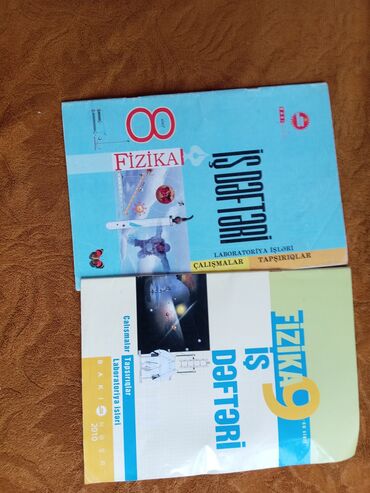 8
FİZİKA
İŞ DƏFTƏRİ
LABORATORİYA İŞLƏRİ
ÇALIŞMALAR TAPŞIRIQLAR
FİZİKA 9
İŞ
DƏFTƏRİ
Çalışmalar Tapşırıqlar
Laboratoriya işləri
BAKI NƏŞR
2010